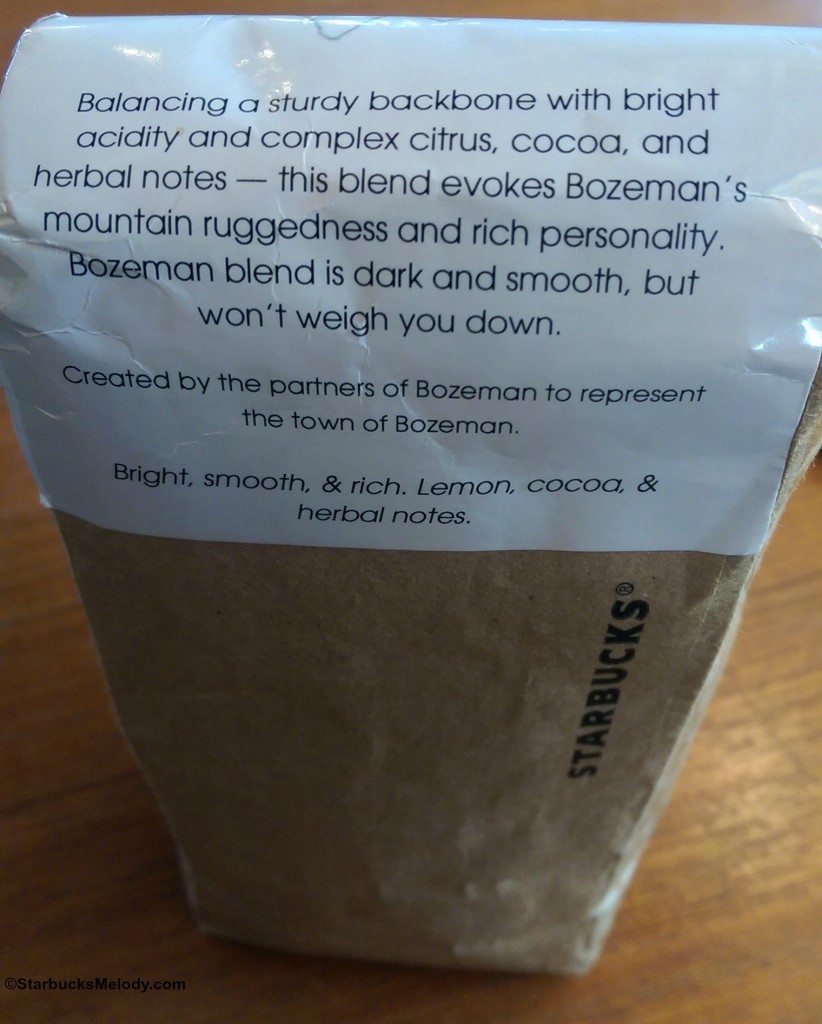 Balancing a sturdy backbone with bright
acidity and complex citrus, cocoa, and
herbal notes — this blend evokes Bozeman's
mountain ruggedness and rich personality.
Bozeman blend is dark and smooth, but
won't weigh you down.
Created by the partners of Bozeman to represent
the town of Bozeman.
Bright, smooth, & rich. Lemon, cocoa, &
herbal notes.
STARBUCKS®
©StarbucksMelody.com